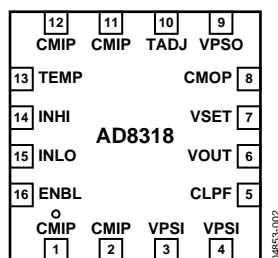 12 11 10 9
CMIP CMIP TADJ VPSO
13 TEMP CMOP 8
14 INHI VSET 7
AD8318
15 INLO VOUT 6
16 ENBL CLPF 5
CMIP CMIP VPSI VPSI
1 2 3 4
04853-002